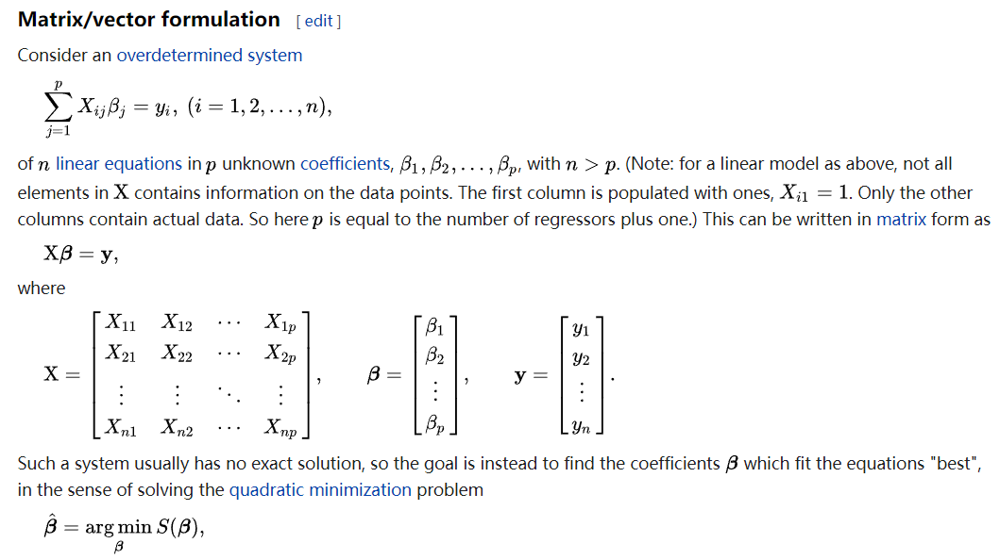 Matrix/vector formulation [ edit ]
Consider an overdetermined system
$$\sum_{j=1}^{p} X_{ij}\beta_j = y_i,\ (i = 1, 2, \ldots, n),$$
of $n$ linear equations in $p$ unknown coefficients, $\beta_1, \beta_2, \ldots, \beta_p$, with $n > p$. (Note: for a linear model as above, not all
elements in $\mathrm{X}$ contains information on the data points. The first column is populated with ones, $X_{i1} = 1$. Only the other
columns contain actual data. So here $p$ is equal to the number of regressors plus one.) This can be written in matrix form as
$$\mathrm{X}\boldsymbol{\beta} = \mathbf{y},$$
where
$$\mathrm{X} = \begin{bmatrix} X_{11} & X_{12} & \cdots & X_{1p} \\ X_{21} & X_{22} & \cdots & X_{2p} \\ \vdots & \vdots & \ddots & \vdots \\ X_{n1} & X_{n2} & \cdots & X_{np} \end{bmatrix}, \quad \boldsymbol{\beta} = \begin{bmatrix} \beta_1 \\ \beta_2 \\ \vdots \\ \beta_p \end{bmatrix}, \quad \mathbf{y} = \begin{bmatrix} y_1 \\ y_2 \\ \vdots \\ y_n \end{bmatrix}.$$
Such a system usually has no exact solution, so the goal is instead to find the coefficients $\boldsymbol{\beta}$ which fit the equations "best",
in the sense of solving the quadratic minimization problem
$$\hat{\boldsymbol{\beta}} = \underset{\boldsymbol{\beta}}{\arg\min}\, S(\boldsymbol{\beta}),$$